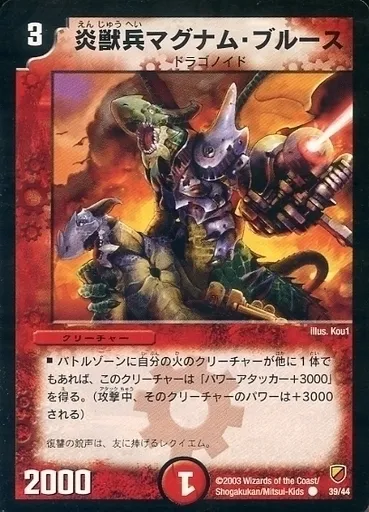 3
えんじゅうへい
炎獣兵マグナム・ブルース
ドラゴノイド
illus. Kou1
クリーチャー
■ バトルゾーンに自分の火のクリーチャーが他に1体で
もあれば、このクリーチャーは「パワーアタッカー+3000」
を得る。(攻撃中、そのクリーチャーのパワーは+3000
される)
復讐の銃声は、友に捧げるレクイエム。
2000
1
©2003 Wizards of the Coast/
Shogakukan/Mitsui-Kids
39/44